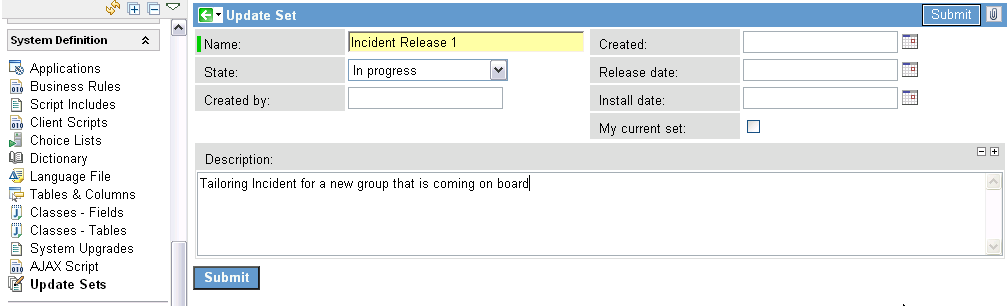 System Definition
Applications
Business Rules
Script Includes
Client Scripts
Choice Lists
Dictionary
Language File
Tables & Columns
Classes - Fields
Classes - Tables
System Upgrades
AJAX Script
Update Sets
Update Set
Submit
Name: Incident Release 1
Created:
State: In progress
Release date:
Created by:
Install date:
My current set:
Description:
Tailoring Incident for a new group that is coming on board
Submit